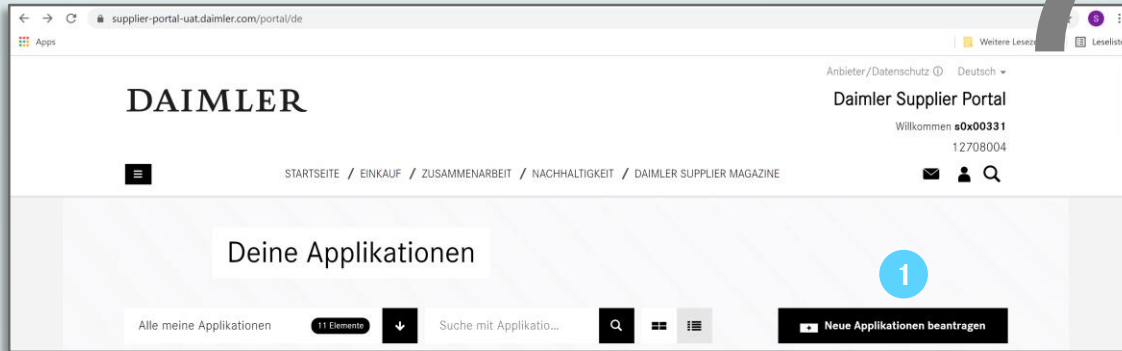 supplier-portal-uat.daimler.com/portal/de
S
Apps
Weitere
Leseliste
Anbieter/Datenschutz Deutsch
DAIMLER
Daimler Supplier Portal
Willkommen s0x00331
12708004
STARTSEITE / EINKAUF / ZUSAMMENARBEIT / NACHHALTIGKEIT / DAIMLER SUPPLIER MAGAZINE
Deine Applikationen
1
Alle meine Applikationen 11 Elemente Suche mit Applikatio... Neue Applikationen beantragen